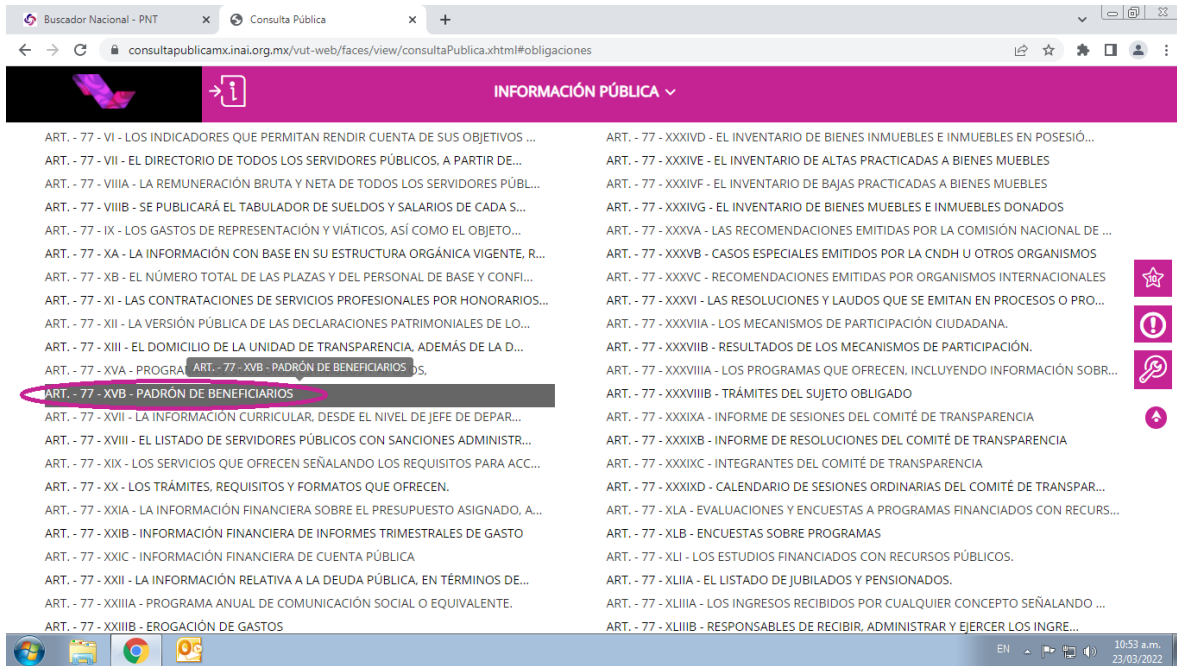 Buscador Nacional - PNT
Consulta Pública
consultapublicamx.inai.org.mx/vut-web/faces/view/consultaPublica.xhtml#obligaciones
INFORMACIÓN PÚBLICA
ART. - 77 - VI - LOS INDICADORES QUE PERMITAN RENDIR CUENTA DE SUS OBJETIVOS ...
ART. - 77 - VII - EL DIRECTORIO DE TODOS LOS SERVIDORES PÚBLICOS, A PARTIR DE...
ART. - 77 - VIIIA - LA REMUNERACIÓN BRUTA Y NETA DE TODOS LOS SERVIDORES PÚBL...
ART. - 77 - VIIIB - SE PUBLICARÁ EL TABULADOR DE SUELDOS Y SALARIOS DE CADA S...
ART. - 77 - IX - LOS GASTOS DE REPRESENTACIÓN Y VIÁTICOS, ASÍ COMO EL OBJETO...
ART. - 77 - XA - LA INFORMACIÓN CON BASE EN SU ESTRUCTURA ORGÁNICA VIGENTE, R...
ART. - 77 - XB - EL NÚMERO TOTAL DE LAS PLAZAS Y DEL PERSONAL DE BASE Y CONFI...
ART. - 77 - XI - LAS CONTRATACIONES DE SERVICIOS PROFESIONALES POR HONORARIOS...
ART. - 77 - XII - LA VERSIÓN PÚBLICA DE LAS DECLARACIONES PATRIMONIALES DE LO...
ART. - 77 - XIII - EL DOMICILIO DE LA UNIDAD DE TRANSPARENCIA, ADEMÁS DE LA D...
ART. - 77 - XVA - PROGRA
ART. - 77 - XVB - PADRÓN DE BENEFICIARIOS
OS,
ART. - 77 - XVB - PADRÓN DE BENEFICIARIOS
ART. - 77 - XVII - LA INFORMACIÓN CURRICULAR, DESDE EL NIVEL DE JEFE DE DEPAR...
ART. - 77 - XVIII - EL LISTADO DE SERVIDORES PÚBLICOS CON SANCIONES ADMINISTR...
ART. - 77 - XIX - LOS SERVICIOS QUE OFRECEN SEÑALANDO LOS REQUISITOS PARA ACC...
ART. - 77 - XX - LOS TRÁMITES, REQUISITOS Y FORMATOS QUE OFRECEN.
ART. - 77 - XXIA - LA INFORMACIÓN FINANCIERA SOBRE EL PRESUPUESTO ASIGNADO, A...
ART. - 77 - XXIB - INFORMACIÓN FINANCIERA DE INFORMES TRIMESTRALES DE GASTO
ART. - 77 - XXIC - INFORMACIÓN FINANCIERA DE CUENTA PÚBLICA
ART. - 77 - XXII - LA INFORMACIÓN RELATIVA A LA DEUDA PÚBLICA, EN TÉRMINOS DE...
ART. - 77 - XXIIIA - PROGRAMA ANUAL DE COMUNICACIÓN SOCIAL O EQUIVALENTE.
ART. - 77 - XXIIIB - EROGACIÓN DE GASTOS
ART. - 77 - XXXIVD - EL INVENTARIO DE BIENES INMUEBLES E INMUEBLES EN POSESIÓ...
ART. - 77 - XXXIVE - EL INVENTARIO DE ALTAS PRACTICADAS A BIENES MUEBLES
ART. - 77 - XXXIVF - EL INVENTARIO DE BAJAS PRACTICADAS A BIENES MUEBLES
ART. - 77 - XXXIVG - EL INVENTARIO DE BIENES MUEBLES E INMUEBLES DONADOS
ART. - 77 - XXXVA - LAS RECOMENDACIONES EMITIDAS POR LA COMISIÓN NACIONAL DE ...
ART. - 77 - XXXVB - CASOS ESPECIALES EMITIDOS POR LA CNDH U OTROS ORGANISMOS
ART. - 77 - XXXVC - RECOMENDACIONES EMITIDAS POR ORGANISMOS INTERNACIONALES
ART. - 77 - XXXVI - LAS RESOLUCIONES Y LAUDOS QUE SE EMITAN EN PROCESOS O PRO...
ART. - 77 - XXXVIIA - LOS MECANISMOS DE PARTICIPACIÓN CIUDADANA.
ART. - 77 - XXXVIIB - RESULTADOS DE LOS MECANISMOS DE PARTICIPACIÓN.
ART. - 77 - XXXVIIIA - LOS PROGRAMAS QUE OFRECEN, INCLUYENDO INFORMACIÓN SOBR...
ART. - 77 - XXXVIIIB - TRÁMITES DEL SUJETO OBLIGADO
ART. - 77 - XXXIXA - INFORME DE SESIONES DEL COMITÉ DE TRANSPARENCIA
ART. - 77 - XXXIXB - INFORME DE RESOLUCIONES DEL COMITÉ DE TRANSPARENCIA
ART. - 77 - XXXIXC - INTEGRANTES DEL COMITÉ DE TRANSPARENCIA
ART. - 77 - XXXIXD - CALENDARIO DE SESIONES ORDINARIAS DEL COMITÉ DE TRANSPAR...
ART. - 77 - XLA - EVALUACIONES Y ENCUESTAS A PROGRAMAS FINANCIADOS CON RECURS...
ART. - 77 - XLB - ENCUESTAS SOBRE PROGRAMAS
ART. - 77 - XLI - LOS ESTUDIOS FINANCIADOS CON RECURSOS PÚBLICOS.
ART. - 77 - XLIIA - EL LISTADO DE JUBILADOS Y PENSIONADOS.
ART. - 77 - XLIIIA - LOS INGRESOS RECIBIDOS POR CUALQUIER CONCEPTO SEÑALANDO ...
ART. - 77 - XLIIIB - RESPONSABLES DE RECIBIR, ADMINISTRAR Y EJERCER LOS INGRE...
10
EN
10:53 a.m.
23/03/2022